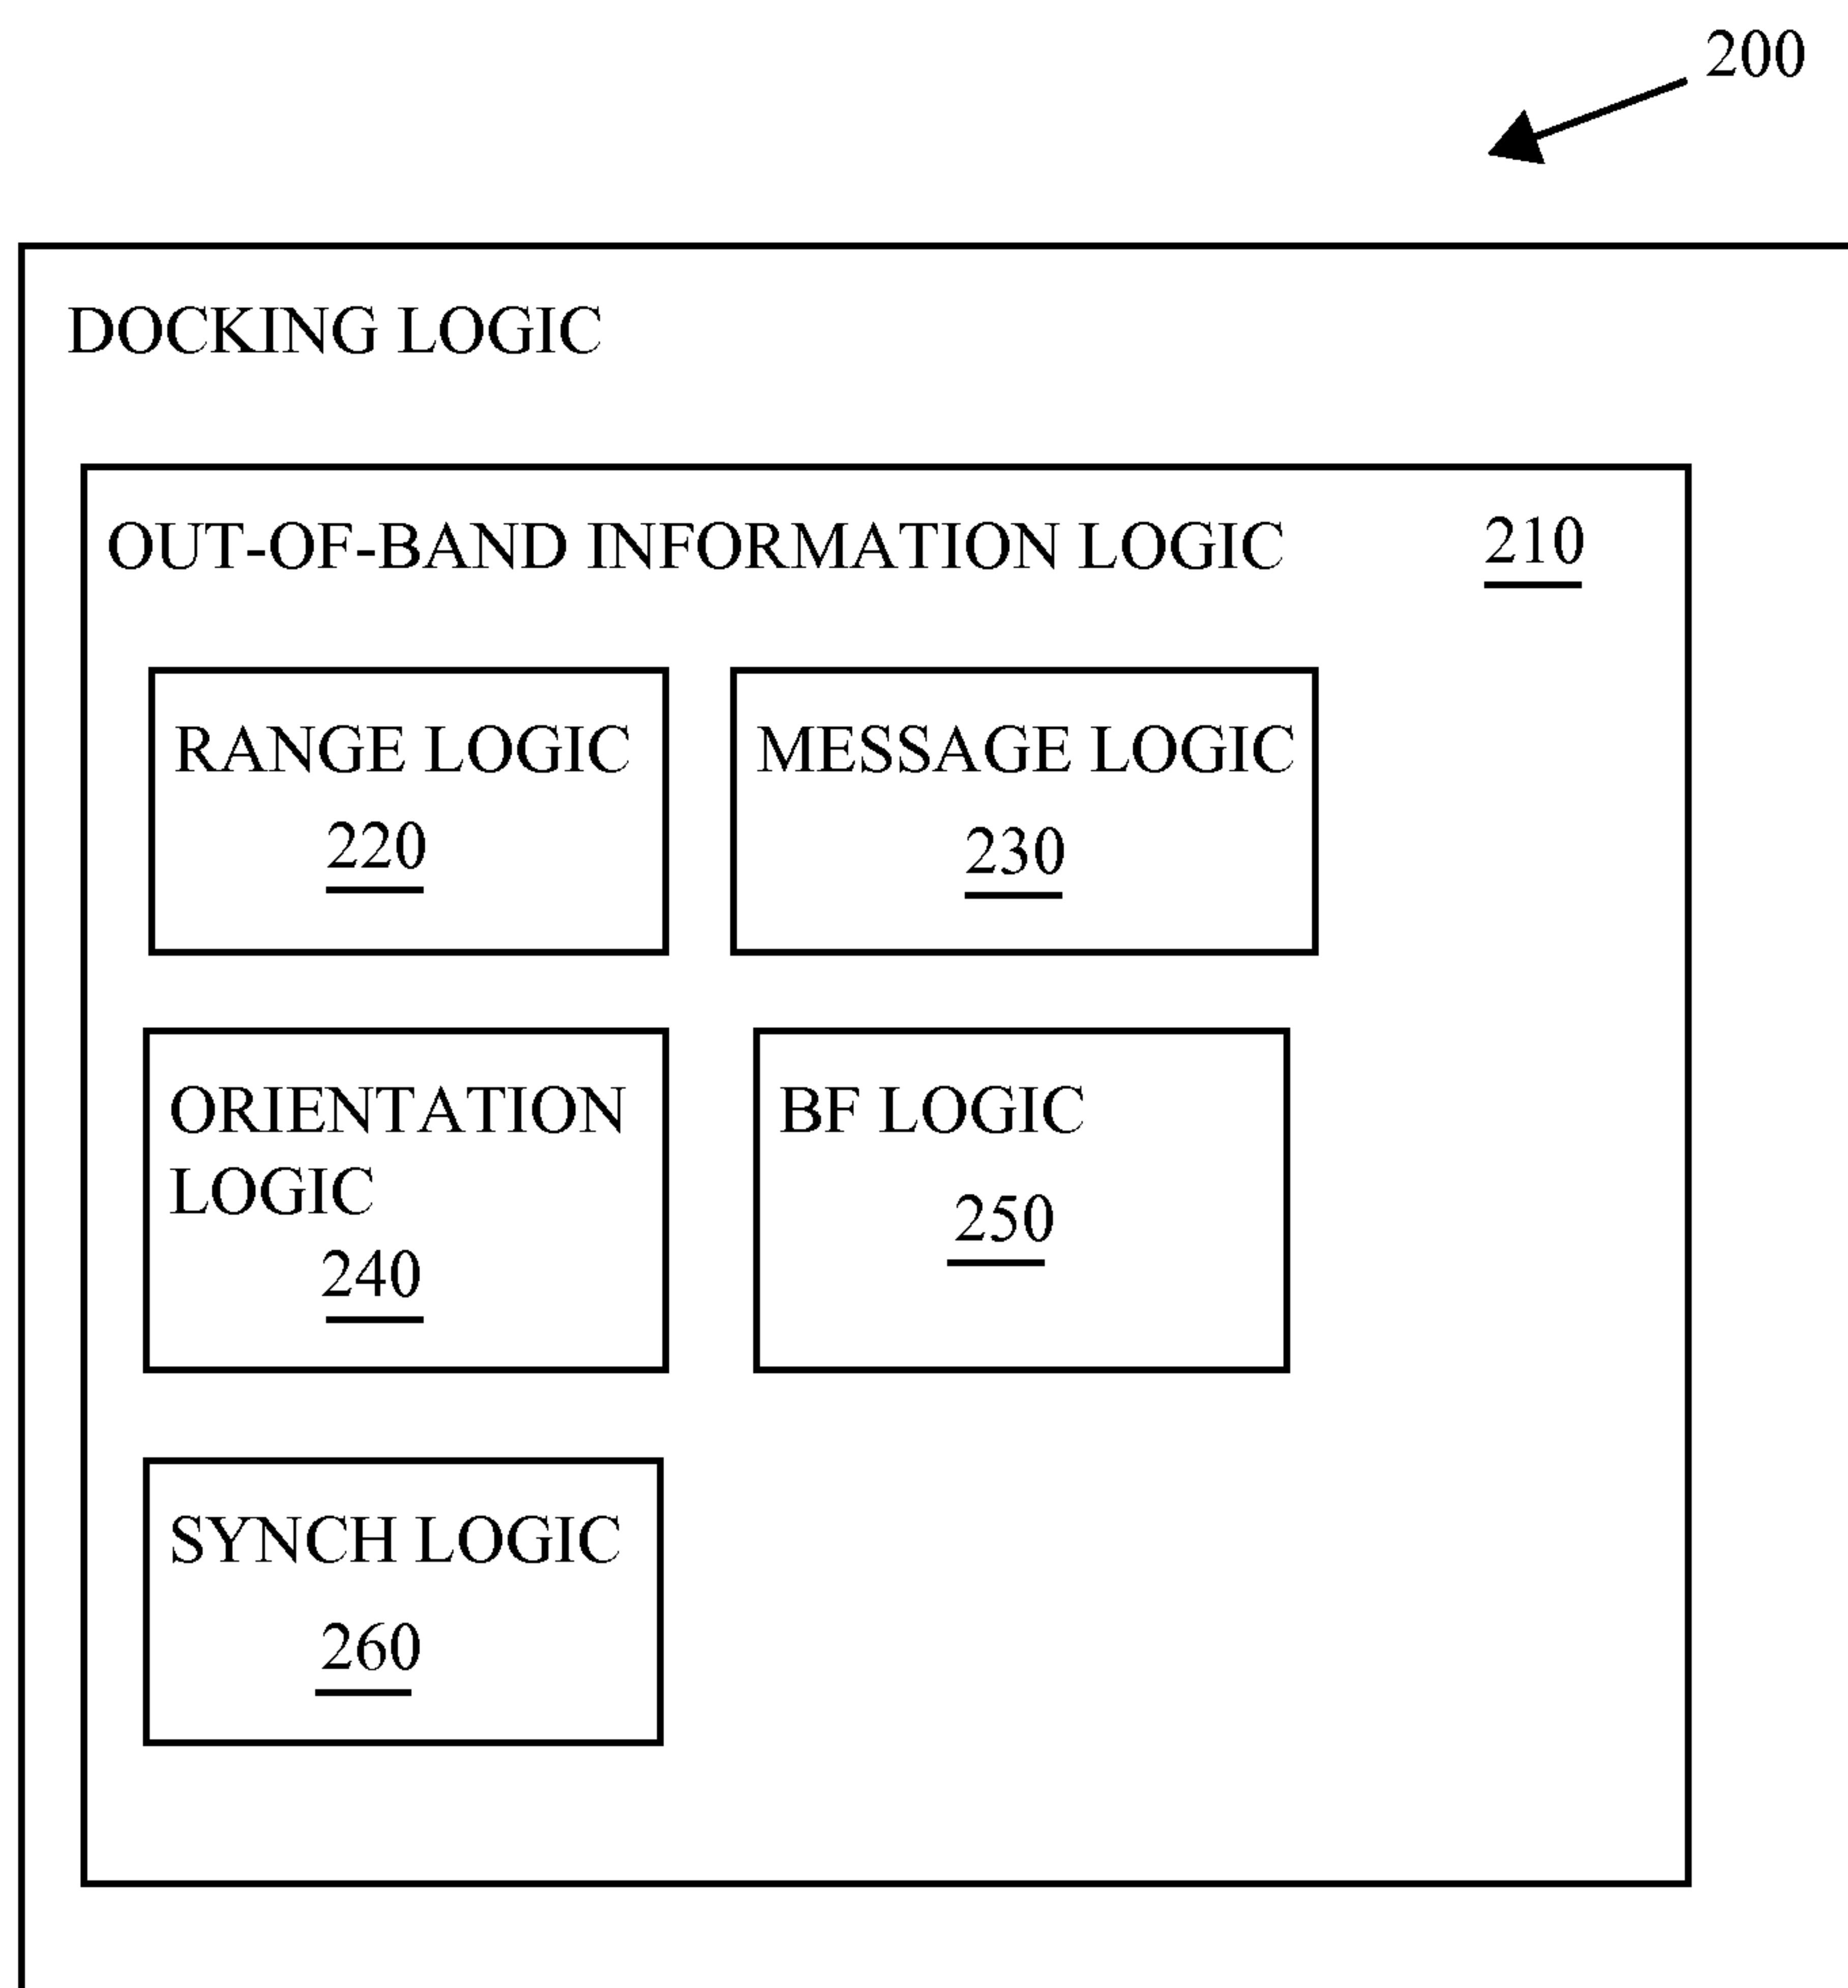 200
DOCKING LOGIC
OUT-OF-BAND INFORMATION LOGIC 210
RANGE LOGIC
220
MESSAGE LOGIC
230
ORIENTATION
LOGIC
240
BF LOGIC
250
SYNCH LOGIC
260